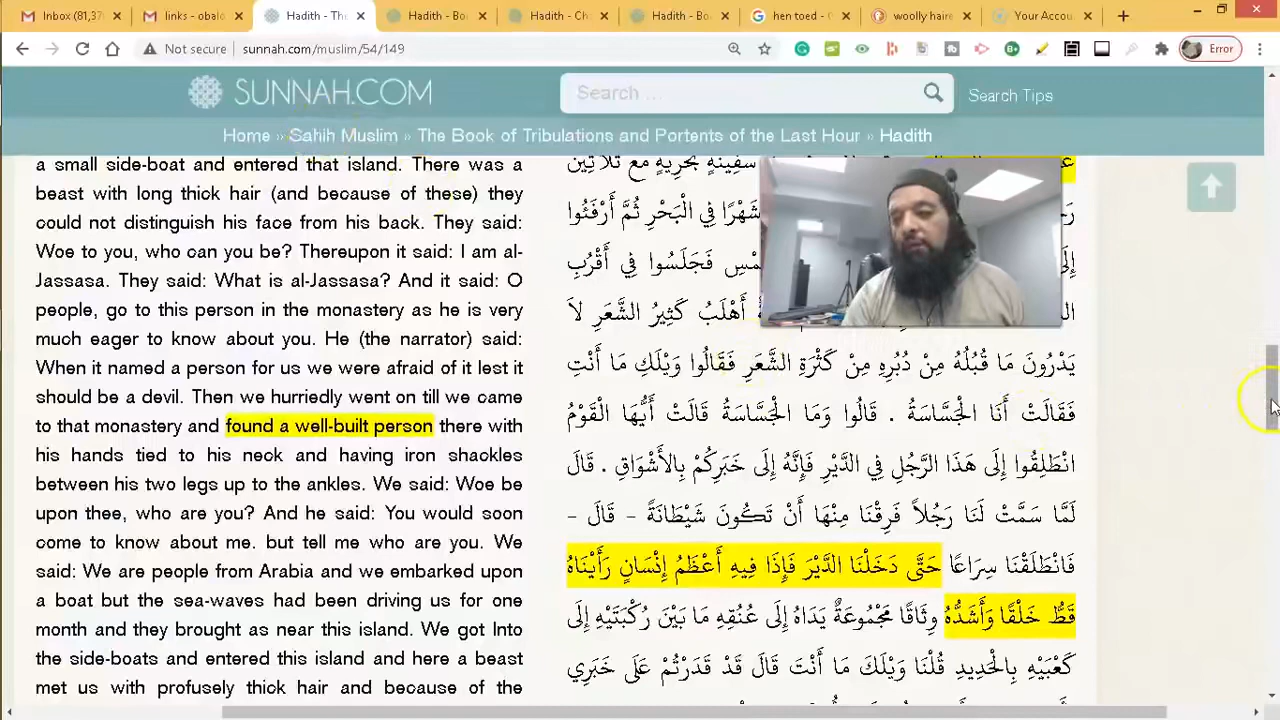 Inbox (81,37
links - obalo
Hadith - The
Hadith - Boo
Hadith - Ch
Hadith - Bo
hen toed - G
woolly haire
Your Accou
Not secure
sunnah.com/muslim/54/149
Error
SUNNAH.COM
Search ...
Search Tips
Home » Sahih Muslim » The Book of Tribulations and Portents of the Last Hour » Hadith
a small side-boat and entered that island. There was a
beast with long thick hair (and because of these) they
could not distinguish his face from his back. They said:
Woe to you, who can you be? Thereupon it said: I am al-
Jassasa. They said: What is al-Jassasa? And it said: O
people, go to this person in the monastery as he is very
much eager to know about you. He (the narrator) said:
When it named a person for us we were afraid of it lest it
should be a devil. Then we hurriedly went on till we came
to that monastery and found a well-built person there with
his hands tied to his neck and having iron shackles
between his two legs up to the ankles. We said: Woe be
upon thee, who are you? And he said: You would soon
come to know about me. but tell me who are you. We
said: We are people from Arabia and we embarked upon
a boat but the sea-waves had been driving us for one
month and they brought as near this island. We got Into
the side-boats and entered this island and here a beast
met us with profusely thick hair and because of the
سَفِينَةٍ بَحْرِيَّةٍ مَعَ ثَلاَثِينَ
شَهْرًا فِي الْبَحْرِ ثُمَّ أَرْفَئُوا
فَجَلَسُوا فِي أَقْرُبِ
أَهْلَبُ كَثِيرُ الشَّعَرِ لاَ
يَدْرُونَ مَا قُبُلُهُ مِنْ دُبُرِهِ مِنْ كَثْرَةِ الشَّعَرِ فَقَالُوا وَيْلَكِ مَا أَنْتِ
فَقَالَتْ أَنَا الْجَسَّاسَةُ . قَالُوا وَمَا الْجَسَّاسَةُ قَالَتْ أَيُّهَا الْقَوْمُ
انْطَلِقُوا إِلَى هَذَا الرَّجُلِ فِي الدَّيْرِ فَإِنَّهُ إِلَى خَبَرِكُمْ بِالأَشْوَاقِ . قَالَ
لَمَّا سَمَّتْ لَنَا رَجُلاً فَرِقْنَا مِنْهَا أَنْ تَكُونَ شَيْطَانَةً - قَالَ -
فَانْطَلَقْنَا سِرَاعًا حَتَّى دَخَلْنَا الدَّيْرَ فَإِذَا فِيهِ أَعْظَمُ إِنْسَانٍ رَأَيْنَاهُ
قَطُّ خَلْقًا وَأَشَدُّهُ وِثَاقًا مَجْمُوعَةٌ يَدَاهُ إِلَى عُنُقِهِ مَا بَيْنَ رُكْبَتَيْهِ إِلَى
كَعْبَيْهِ بِالْحَدِيدِ قُلْنَا وَيْلَكَ مَا أَنْتَ قَالَ قَدْ قَدَرْتُمْ عَلَى خَبَرِي